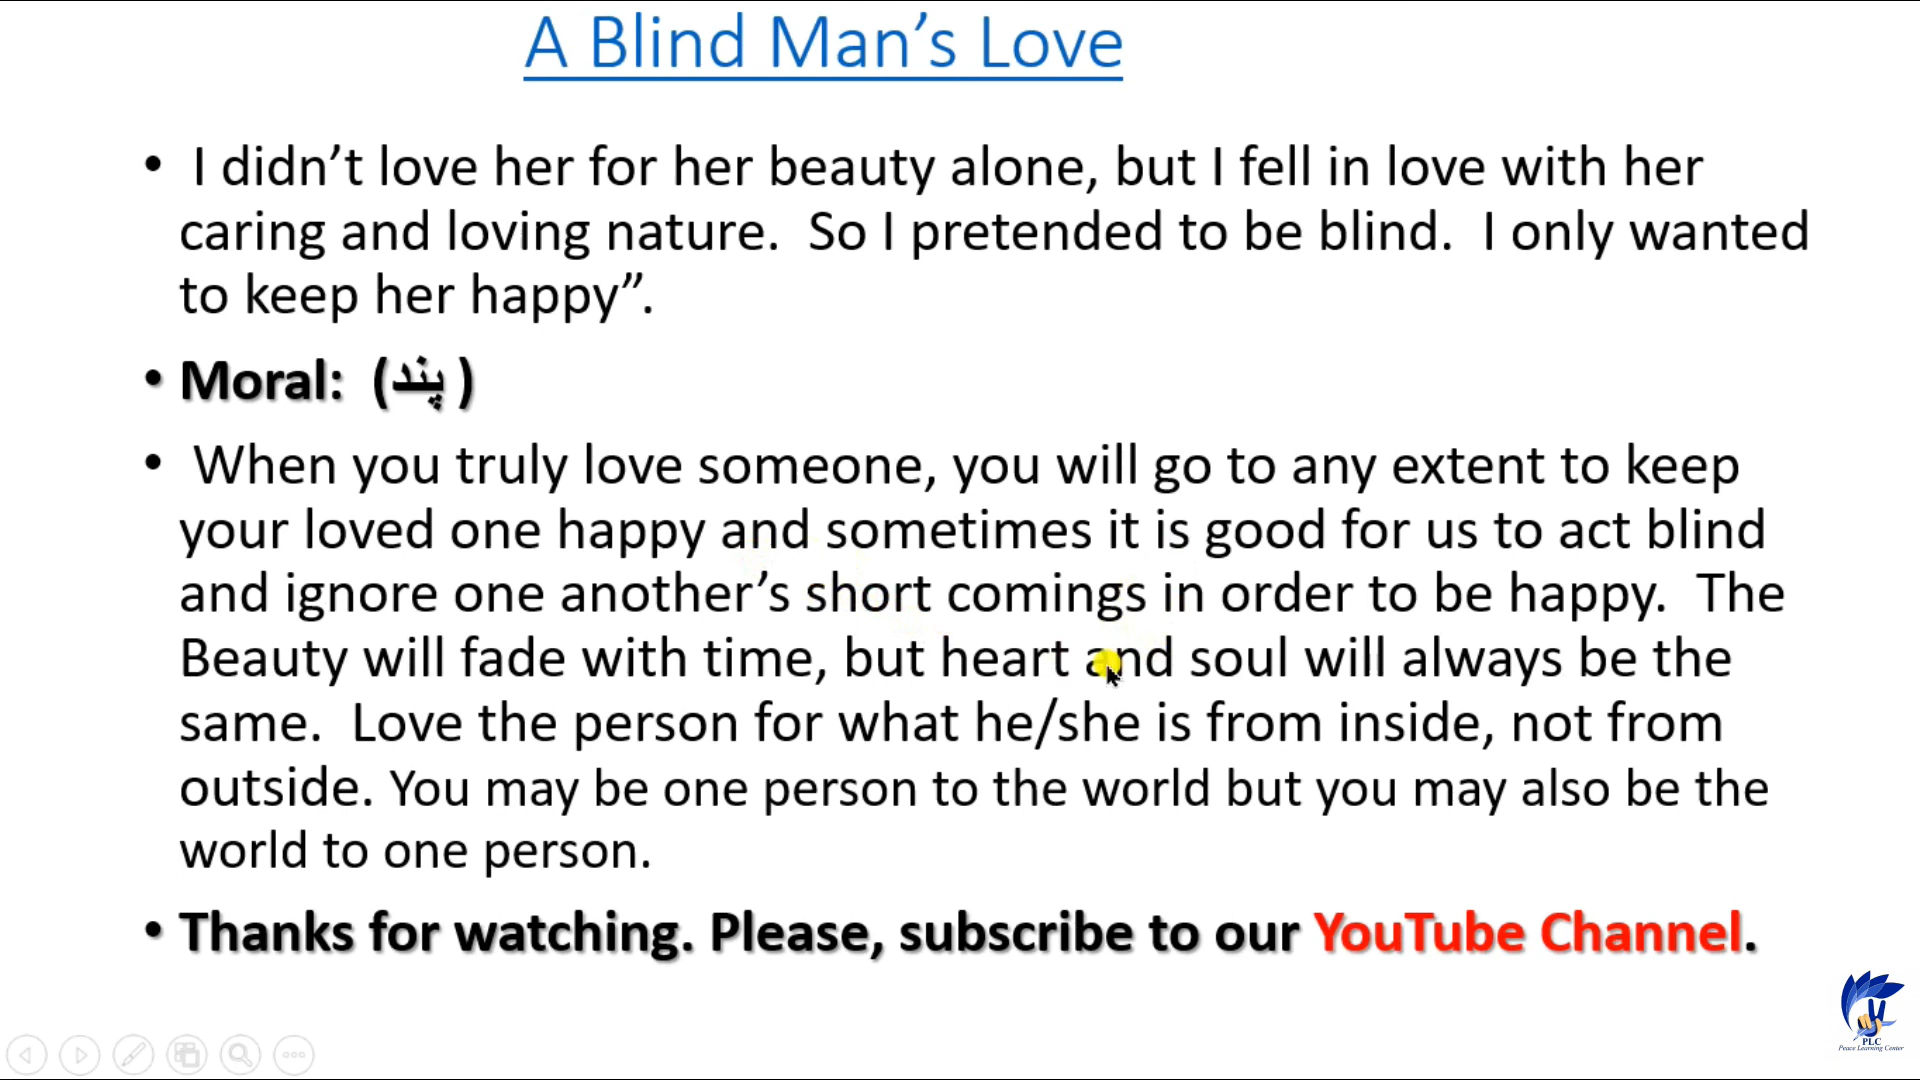 A Blind Man’s Love
• I didn’t love her for her beauty alone, but I fell in love with her
caring and loving nature.  So I pretended to be blind.  I only wanted
to keep her happy”.
• Moral:  (پند )
• When you truly love someone, you will go to any extent to keep
your loved one happy and sometimes it is good for us to act blind
and ignore one another’s short comings in order to be happy.  The
Beauty will fade with time, but heart and soul will always be the
same.  Love the person for what he/she is from inside, not from
outside. You may be one person to the world but you may also be the
world to one person.
• Thanks for watching. Please, subscribe to our YouTube Channel.
PLC
Peace Learning Center